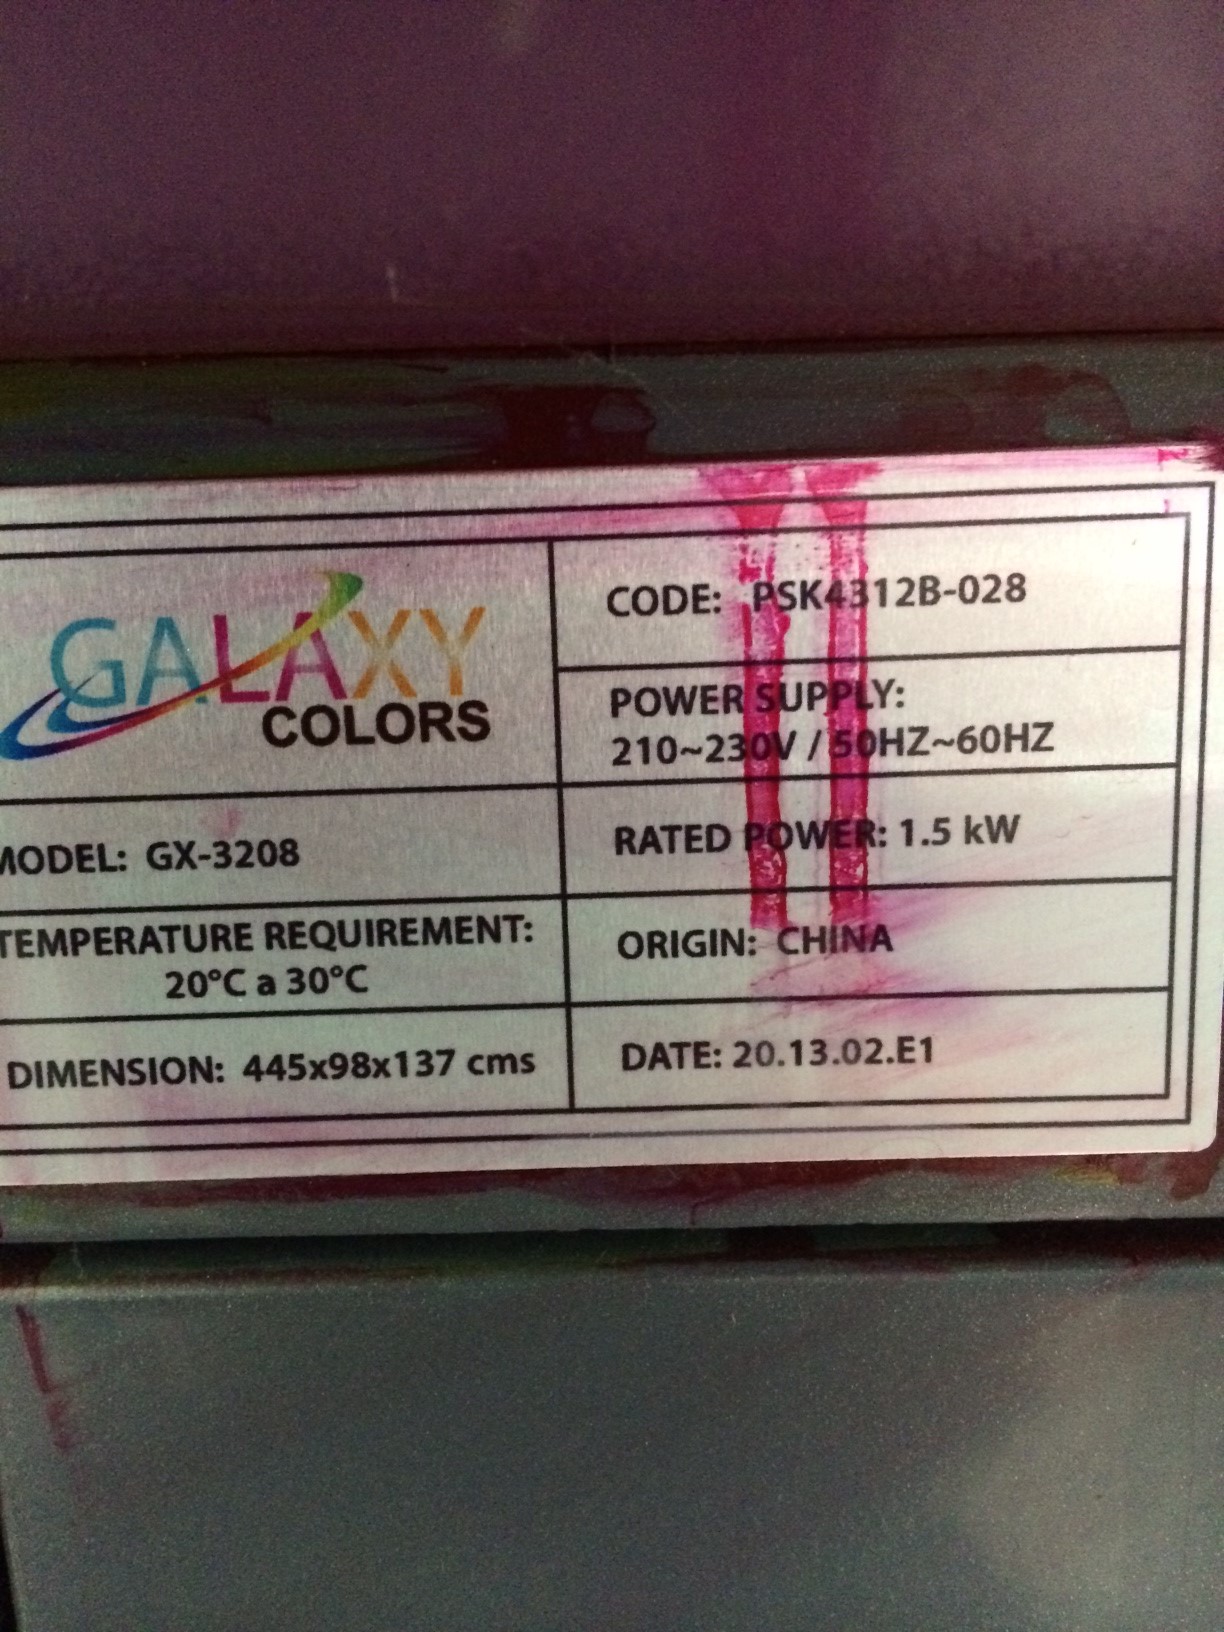 GALAXY
COLORS
MODEL: GX-3208
TEMPERATURE REQUIREMENT:
20°C a 30°C
DIMENSION: 445x98x137 cms
CODE: PSK4312B-028
POWER SUPPLY:
210~230V / 50HZ~60HZ
RATED POWER: 1.5 kW
ORIGIN: CHINA
DATE: 20.13.02.E1